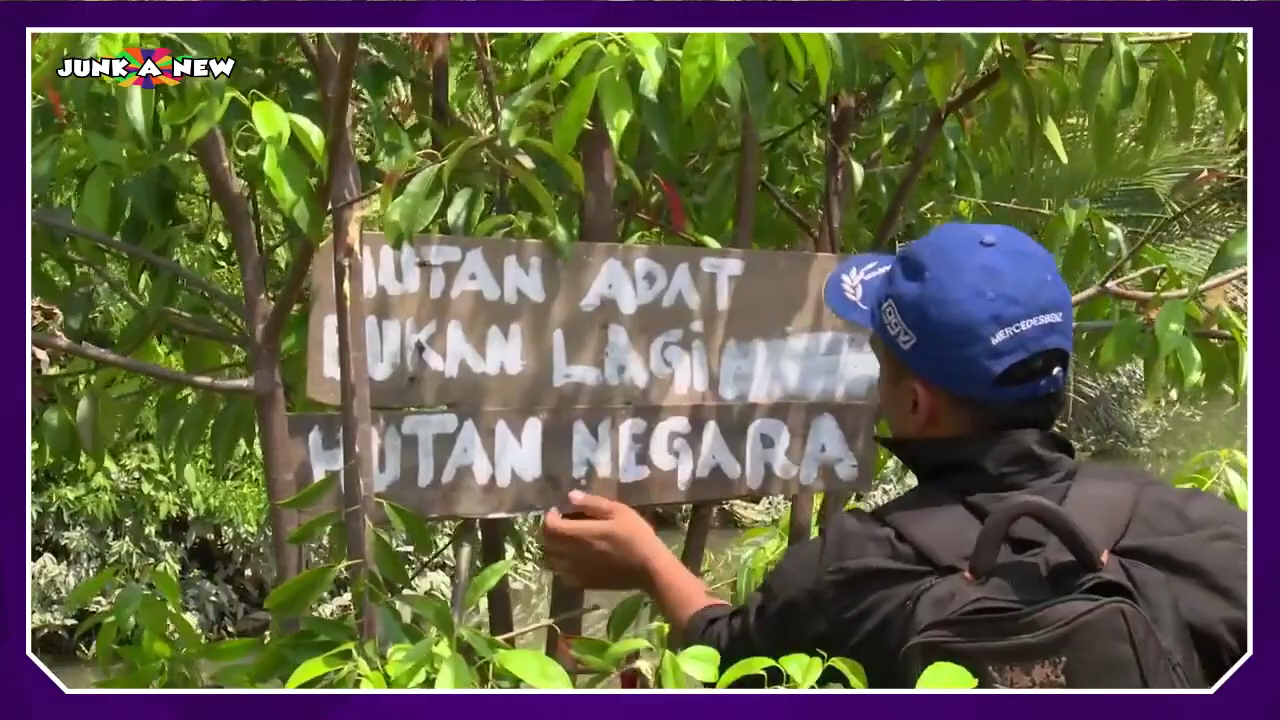 JUNK A NEW
HUTAN ADAT
BUKAN LAGi
HUTAN NEGARA
MERCEDESBENZ